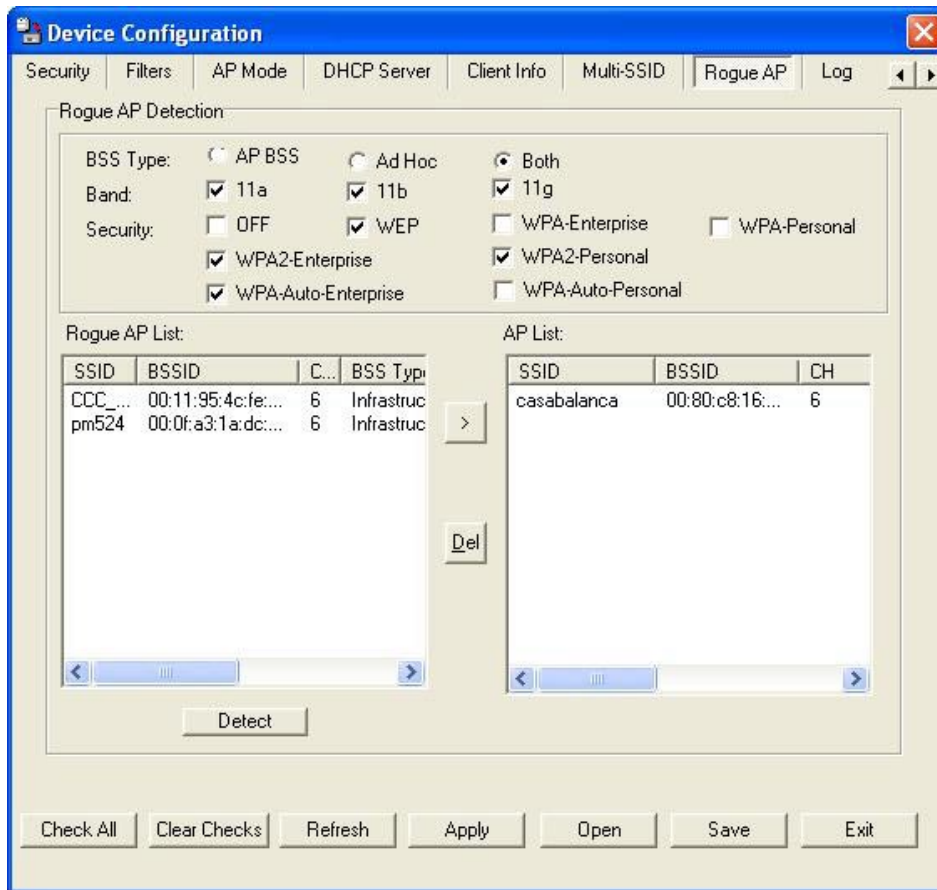 Device Configuration
Security Filters AP Mode DHCP Server Client Info Multi-SSID Rogue AP Log
Rogue AP Detection
BSS Type: AP BSS Ad Hoc Both
Band: 11a 11b 11g
Security: OFF WEP WPA-Enterprise WPA-Personal
WPA2-Enterprise WPA2-Personal
WPA-Auto-Enterprise WPA-Auto-Personal
Rogue AP List: AP List:
SSID BSSID C... BSS Typ SSID BSSID CH
CCC_... 00:11:95:4c:fe:... 6 Infrastruc casabalanca 00:80:c8:16:... 6
pm524 00:0f:a3:1a:dc:... 6 Infrastruc
>
Del
Detect
Check All Clear Checks Refresh Apply Open Save Exit